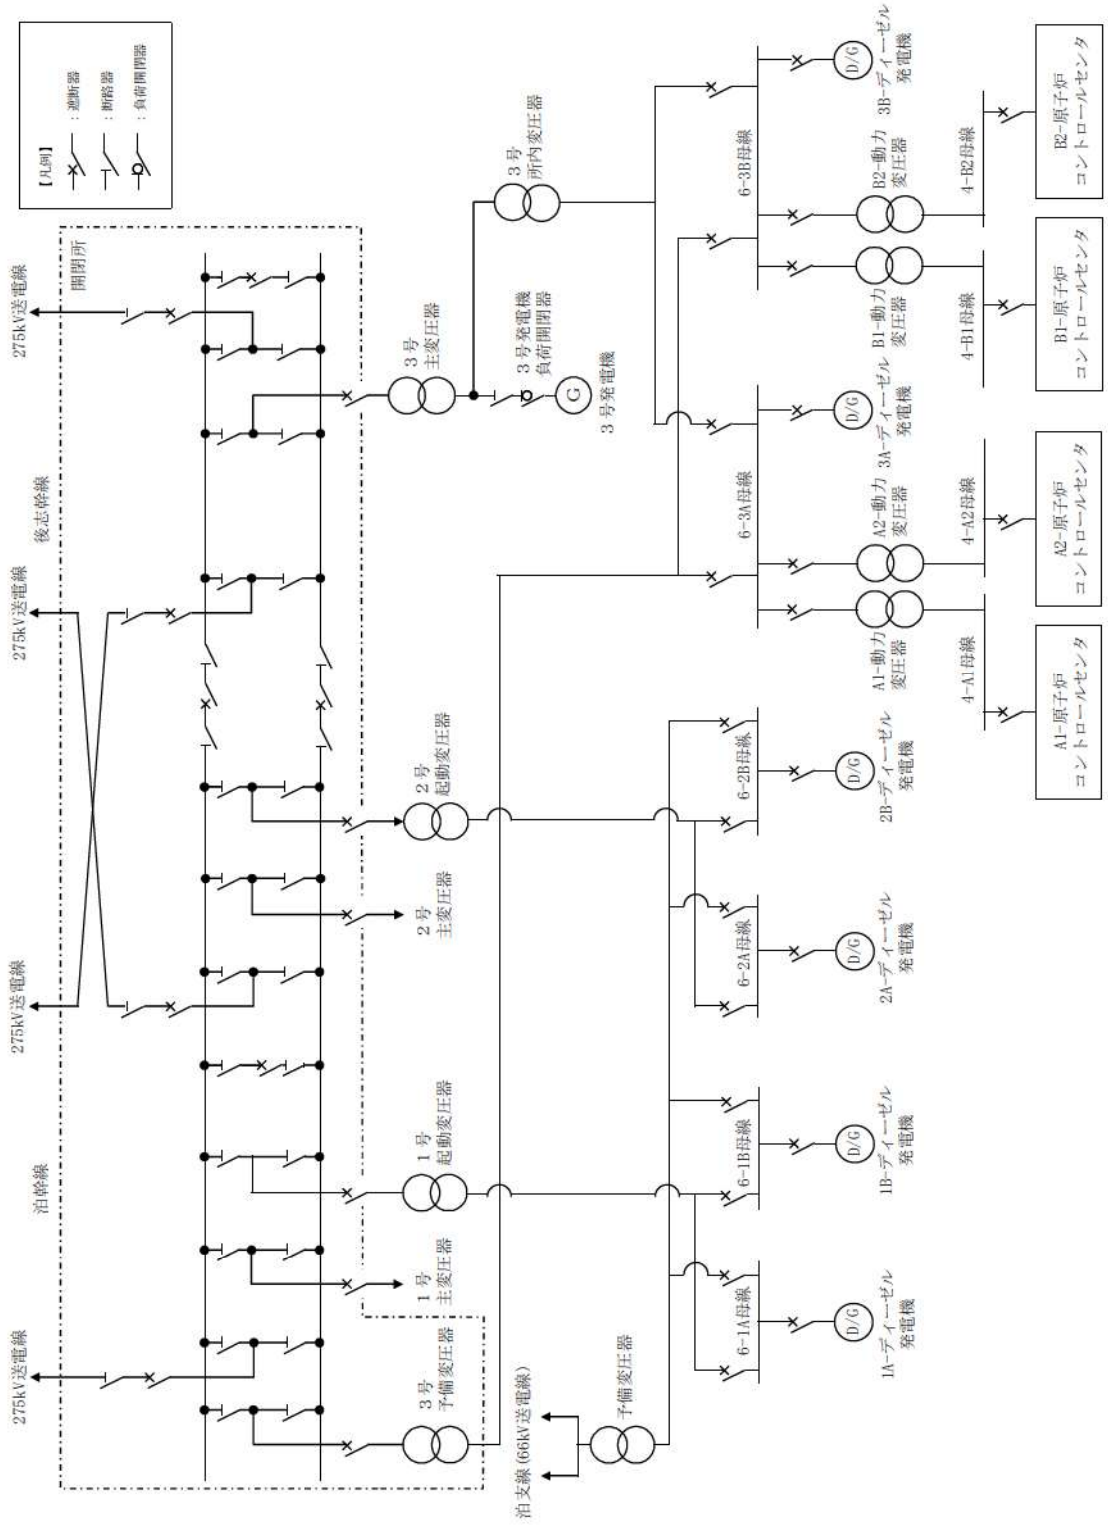 【凡例】
：遮断器
：断路器
：負荷開閉器
275kV送電線
275kV送電線
275kV送電線
275kV送電線
泊幹線
後志幹線
開閉所
3号
予備変圧器
1号
主変圧器
1号
起動変圧器
2号
主変圧器
2号
起動変圧器
3号
主変圧器
3号
所内変圧器
3号発電機
負荷開閉器
G
3号発電機
泊支線(66kV送電線)
予備変圧器
6-1A母線
6-1B母線
6-2A母線
6-2B母線
6-3A母線
6-3B母線
D/G
1A-ディーゼル
発電機
D/G
1B-ディーゼル
発電機
D/G
2A-ディーゼル
発電機
D/G
2B-ディーゼル
発電機
D/G
3A-ディーゼル
発電機
D/G
3B-ディーゼル
発電機
A1-動力
変圧器
A2-動力
変圧器
B1-動力
変圧器
B2-動力
変圧器
4-A1母線
4-A2母線
4-B1母線
4-B2母線
A1-原子炉
コントロールセンタ
A2-原子炉
コントロールセンタ
B1-原子炉
コントロールセンタ
B2-原子炉
コントロールセンタ